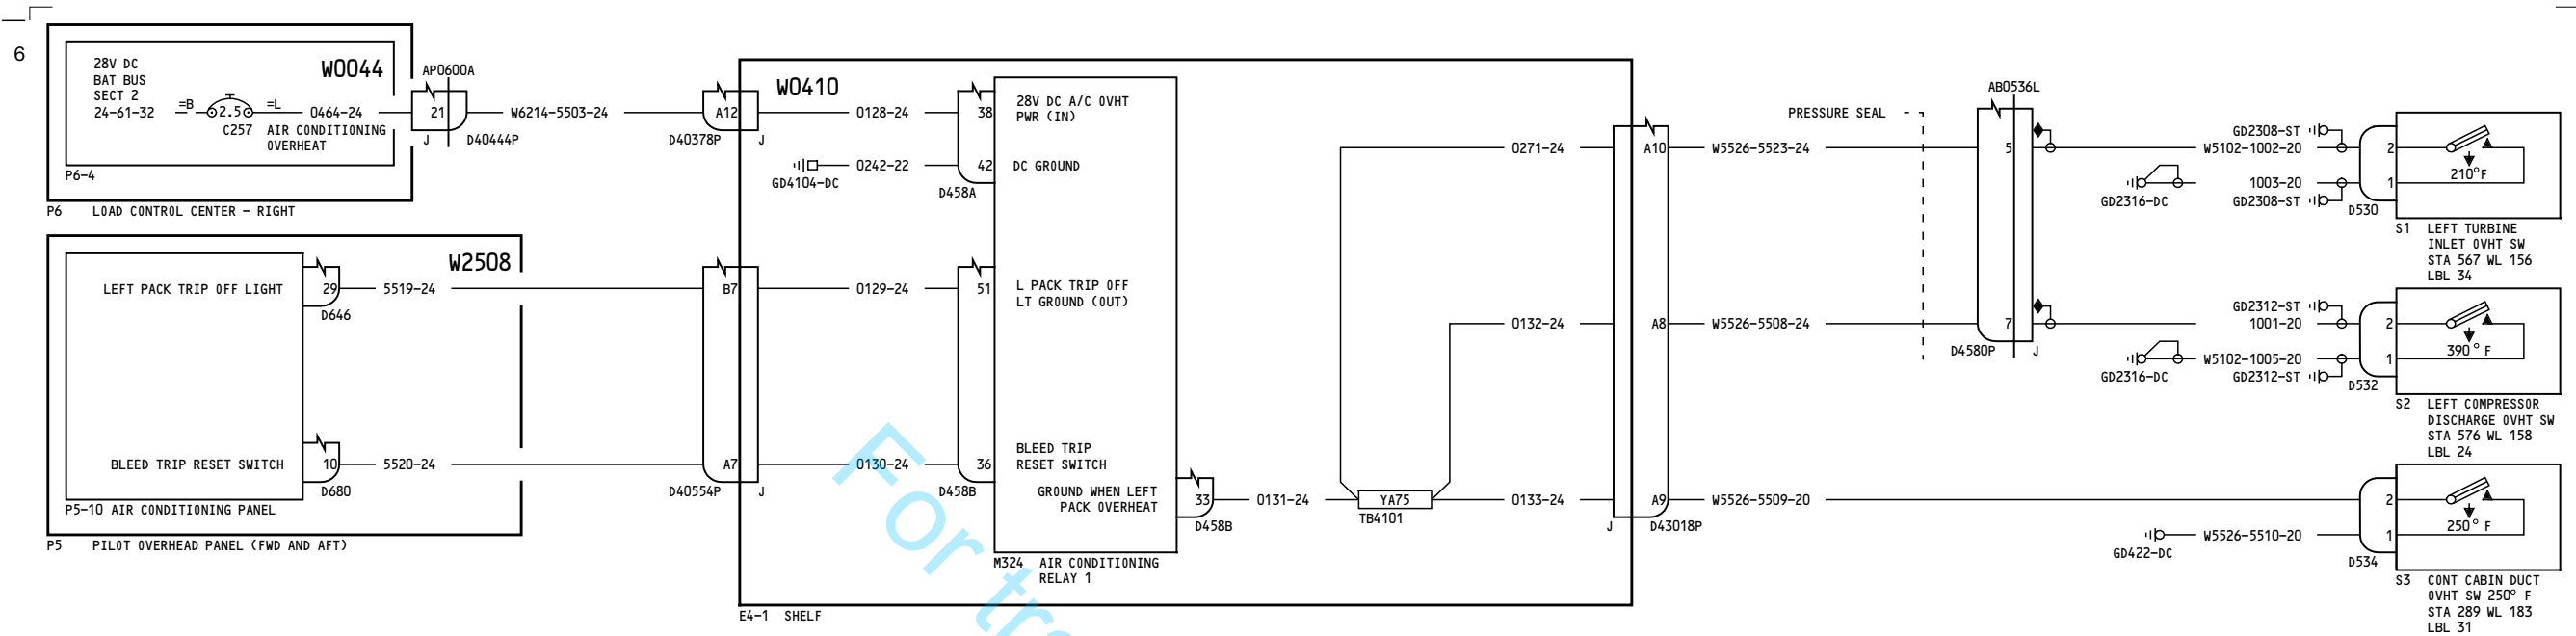 6
28V DC
BAT BUS
SECT 2
24-61-32
=B
2.5
=L
C257
AIR CONDITIONING
OVERHEAT
0464-24
W0044
P6-4
P6 LOAD CONTROL CENTER - RIGHT
AP0600A
21
J
D40444P
W6214-5503-24
A12
D40378P
J
W0410
0128-24
38
28V DC A/C OVHT
PWR (IN)
GD4104-DC
0242-22
42
DC GROUND
D458A
W2508
LEFT PACK TRIP OFF LIGHT
29
D646
5519-24
B7
0129-24
51
L PACK TRIP OFF
LT GROUND (OUT)
BLEED TRIP RESET SWITCH
10
D680
5520-24
A7
D40554P
J
0130-24
36
D458B
BLEED TRIP
RESET SWITCH
P5-10 AIR CONDITIONING PANEL
P5 PILOT OVERHEAD PANEL (FWD AND AFT)
GROUND WHEN LEFT
PACK OVERHEAT
33
D458B
0131-24
YA75
TB4101
M324 AIR CONDITIONING
RELAY 1
E4-1 SHELF
0271-24
A10
W5526-5523-24
0132-24
A8
W5526-5508-24
0133-24
A9
W5526-5509-20
J
D43018P
PRESSURE SEAL
AB0536L
5
7
D4580P
J
GD2308-ST
W5102-1002-20
2
GD2316-DC
1003-20
1
GD2308-ST
D530
210°F
S1 LEFT TURBINE
INLET OVHT SW
STA 567 WL 156
LBL 34
GD2312-ST
1001-20
2
GD2316-DC
W5102-1005-20
1
GD2312-ST
D532
390° F
S2 LEFT COMPRESSOR
DISCHARGE OVHT SW
STA 576 WL 158
LBL 24
2
GD422-DC
W5526-5510-20
1
D534
250° F
S3 CONT CABIN DUCT
OVHT SW 250° F
STA 289 WL 183
LBL 31
For